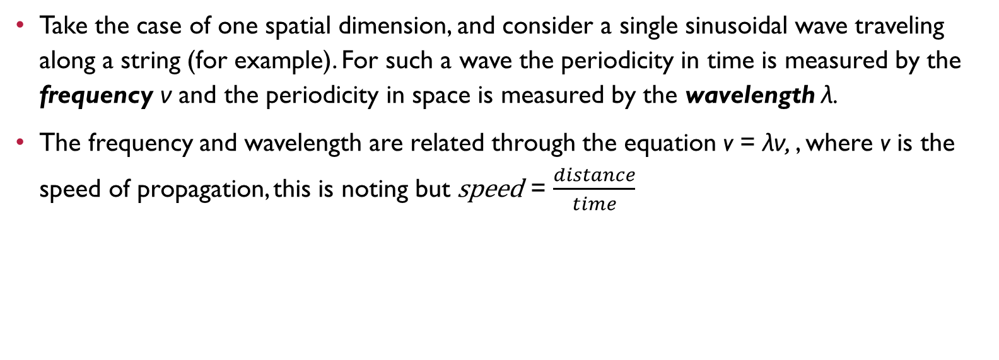 • Take the case of one spatial dimension, and consider a single sinusoidal wave traveling
along a string (for example). For such a wave the periodicity in time is measured by the
frequency ν and the periodicity in space is measured by the wavelength λ.
• The frequency and wavelength are related through the equation v = λν, , where v is the
speed of propagation, this is noting but speed = distance/time